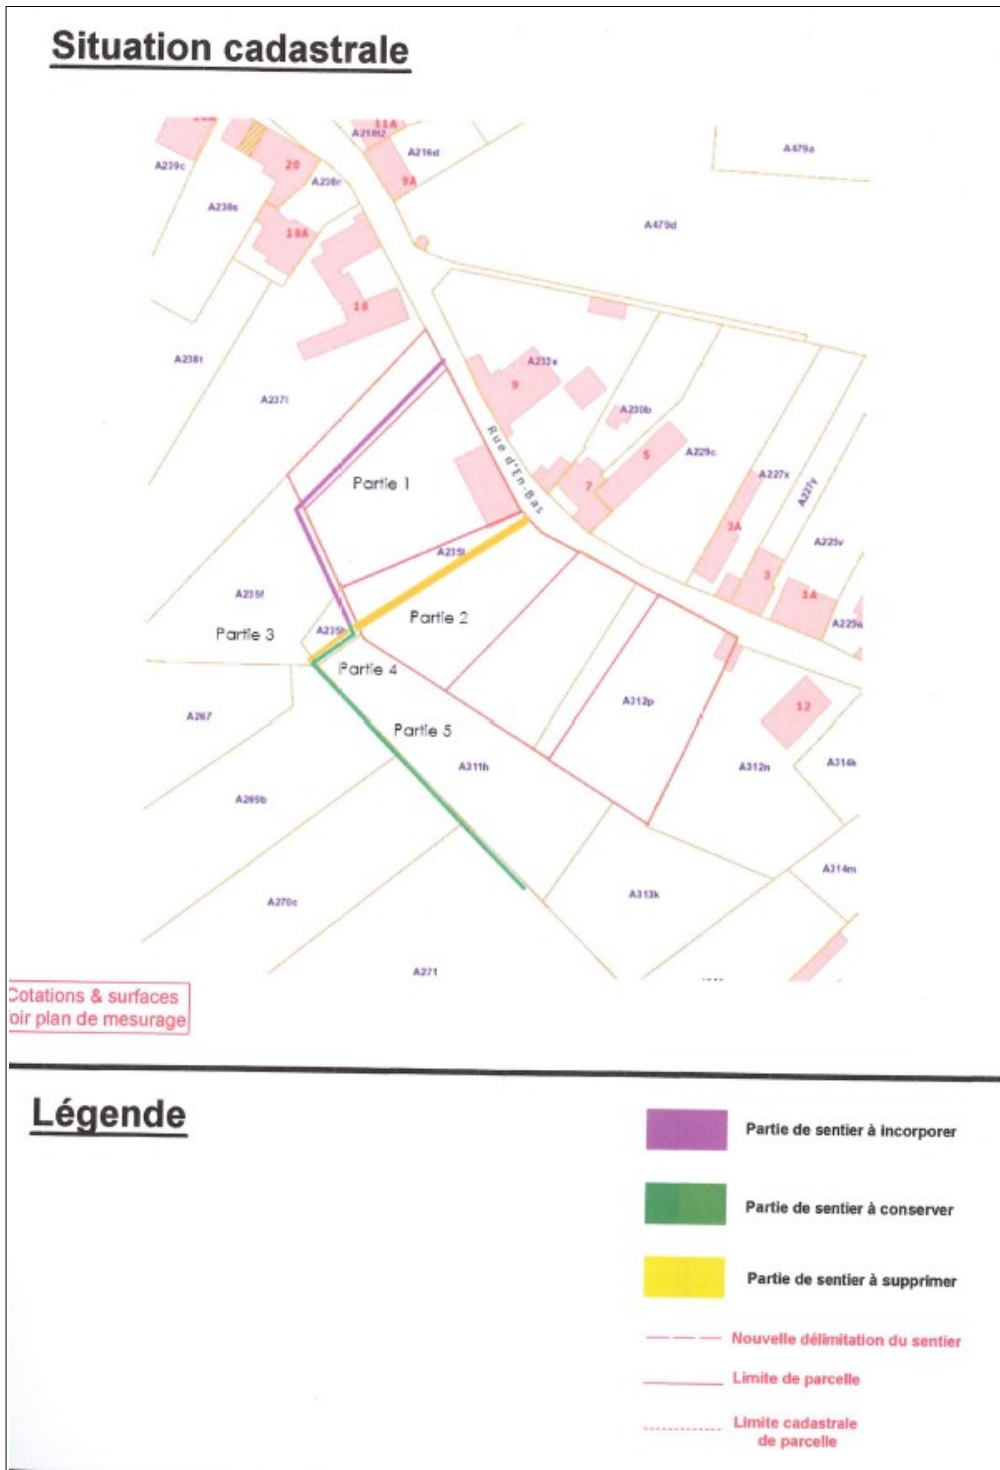 Situation cadastrale
11A
A218t2
A216d
A479a
A239c
20
A238r
9A
A238s
A479d
18A
18
A238t
A233e
9
A237l
A230b
Rue d'En-Bas
5
A229c
Partie 1
7
A227x
A227y
3A
A225v
A235l
3
1A
A235f
Partie 2
A225s
Partie 3
A235h
Partie 4
A312p
A267
12
Partie 5
A311h
A312n
A314k
A269b
A314m
A270c
A313k
A271
Cotations & surfaces
oir plan de mesurage
Légende
Partie de sentier à incorporer
Partie de sentier à conserver
Partie de sentier à supprimer
Nouvelle délimitation du sentier
Limite de parcelle
Limite cadastrale
de parcelle